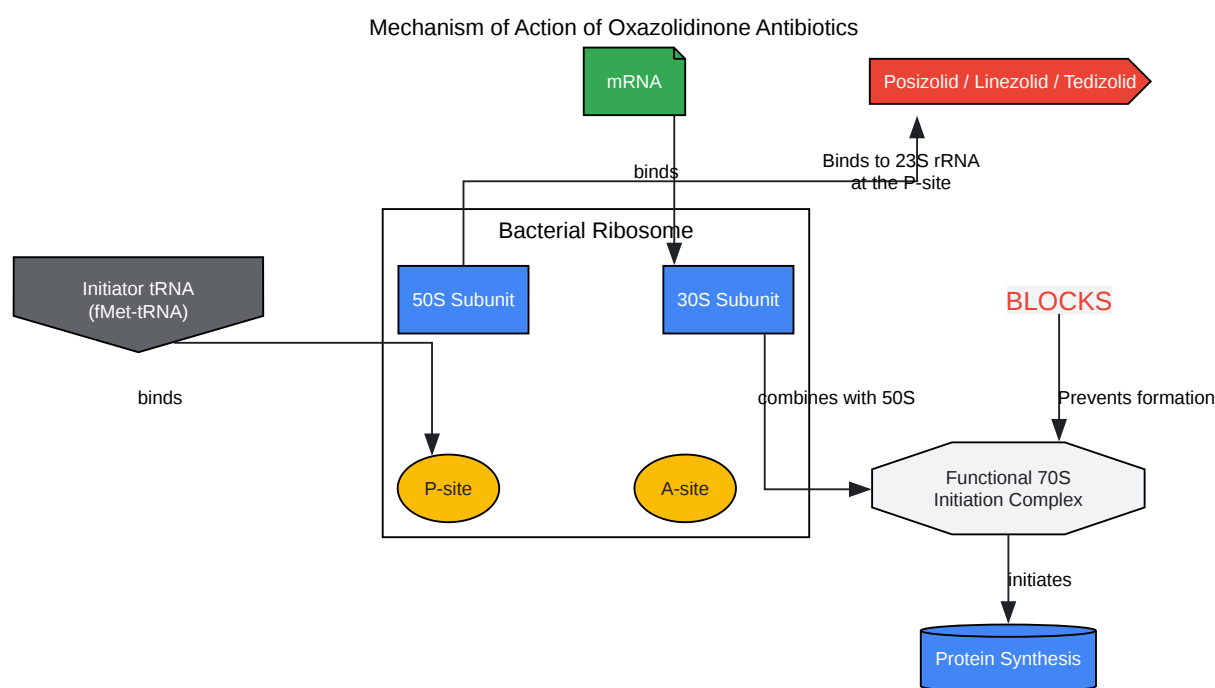 Mechanism of Action of Oxazolidinone Antibiotics
mRNA
Posizolid / Linezolid / Tedizolid
binds
Binds to 23S rRNA
at the P-site
Bacterial Ribosome
Initiator tRNA
(fMet-tRNA)
50S Subunit
30S Subunit
BLOCKS
binds
combines with 50S
Prevents formation
P-site
A-site
Functional 70S
Initiation Complex
initiates
Protein Synthesis